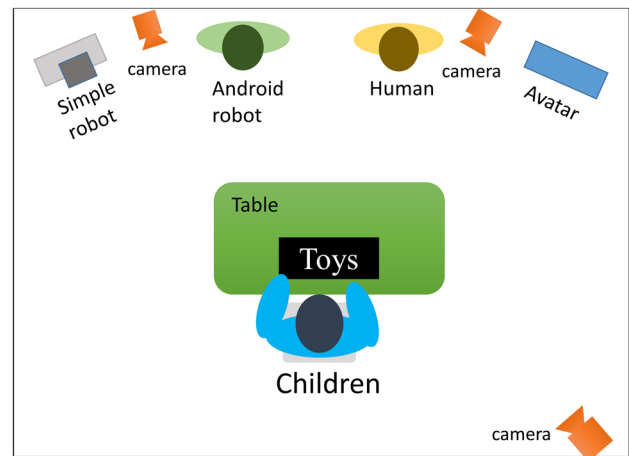 camera
Simple
robot
Android
robot
Human
camera
Avatar
Table
Toys
Children
camera